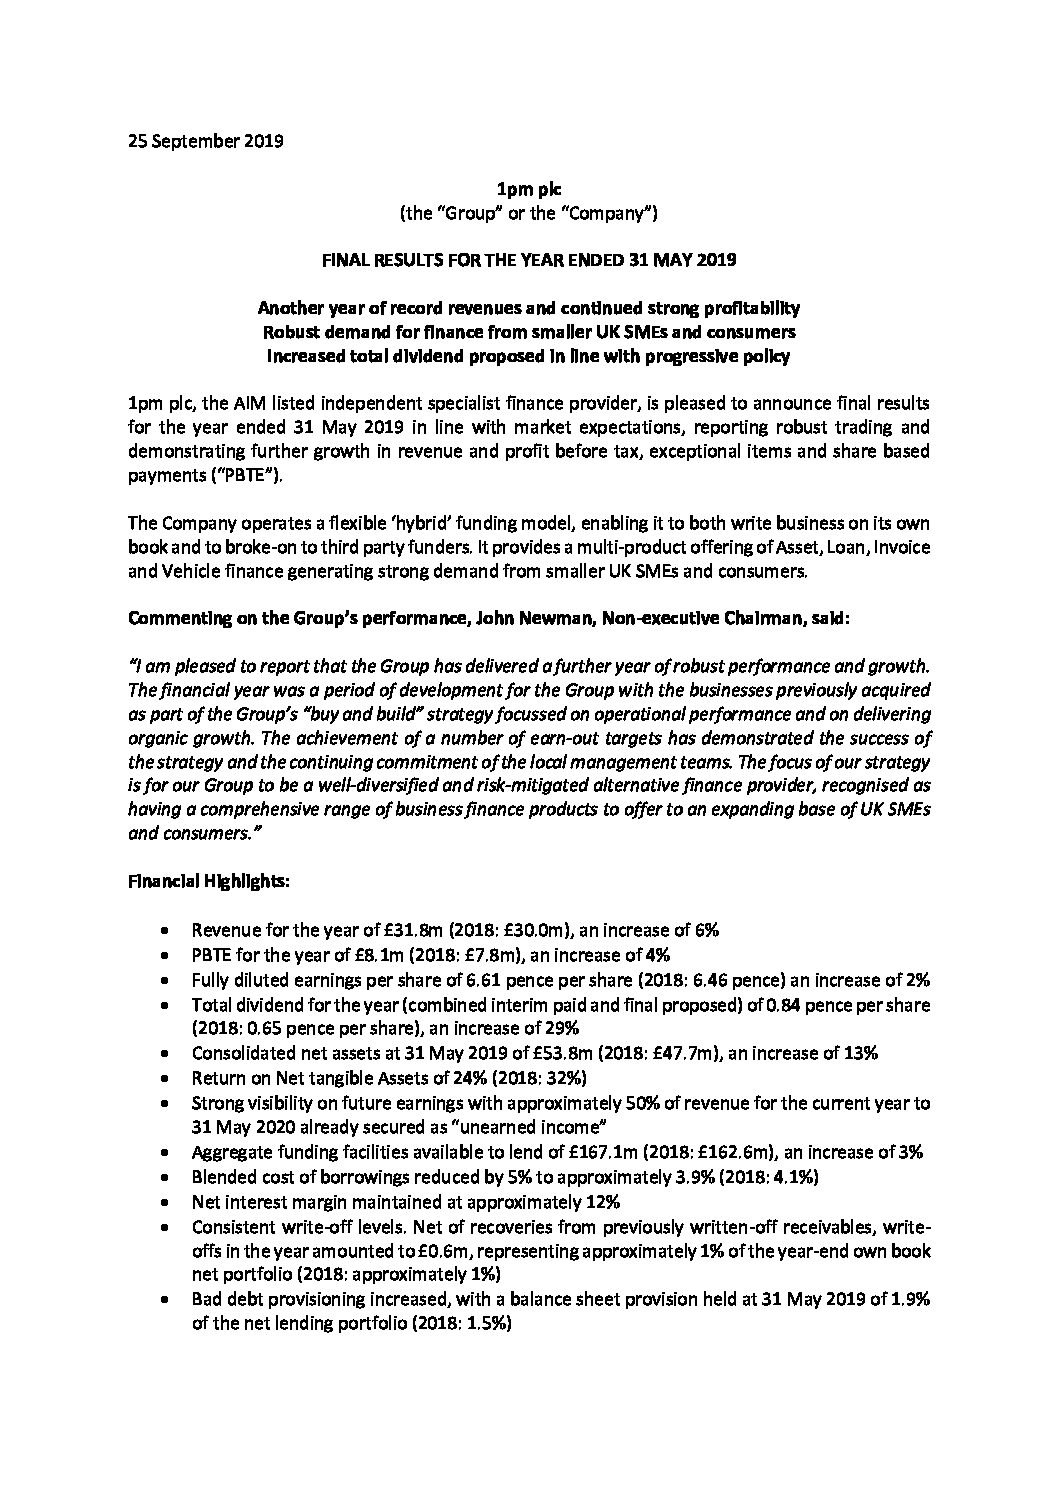 25 September 2019
1pm plc
(the “Group” or the “Company”)
FINAL RESULTS FOR THE YEAR ENDED 31 MAY 2019
Another year of record revenues and continued strong profitability
Robust demand for finance from smaller UK SMEs and consumers
Increased total dividend proposed in line with progressive policy
1pm plc, the AIM listed independent specialist finance provider, is pleased to announce final results
for the year ended 31 May 2019 in line with market expectations, reporting robust trading and
demonstrating further growth in revenue and profit before tax, exceptional items and share based
payments (“PBTE”).
The Company operates a flexible ‘hybrid’ funding model, enabling it to both write business on its own
book and to broke-on to third party funders. It provides a multi-product offering of Asset, Loan, Invoice
and Vehicle finance generating strong demand from smaller UK SMEs and consumers.
Commenting on the Group’s performance, John Newman, Non-executive Chairman, said:
“I am pleased to report that the Group has delivered a further year of robust performance and growth.
The financial year was a period of development for the Group with the businesses previously acquired
as part of the Group’s “buy and build” strategy focussed on operational performance and on delivering
organic growth. The achievement of a number of earn-out targets has demonstrated the success of
the strategy and the continuing commitment of the local management teams. The focus of our strategy
is for our Group to be a well-diversified and risk-mitigated alternative finance provider, recognised as
having a comprehensive range of business finance products to offer to an expanding base of UK SMEs
and consumers.”
Financial Highlights:
• Revenue for the year of £31.8m (2018: £30.0m), an increase of 6%
• PBTE for the year of £8.1m (2018: £7.8m), an increase of 4%
• Fully diluted earnings per share of 6.61 pence per share (2018: 6.46 pence) an increase of 2%
• Total dividend for the year (combined interim paid and final proposed) of 0.84 pence per share
(2018: 0.65 pence per share), an increase of 29%
• Consolidated net assets at 31 May 2019 of £53.8m (2018: £47.7m), an increase of 13%
• Return on Net tangible Assets of 24% (2018: 32%)
• Strong visibility on future earnings with approximately 50% of revenue for the current year to
31 May 2020 already secured as “unearned income”
• Aggregate funding facilities available to lend of £167.1m (2018: £162.6m), an increase of 3%
• Blended cost of borrowings reduced by 5% to approximately 3.9% (2018: 4.1%)
• Net interest margin maintained at approximately 12%
• Consistent write-off levels. Net of recoveries from previously written-off receivables, write-
offs in the year amounted to £0.6m, representing approximately 1% of the year-end own book
net portfolio (2018: approximately 1%)
• Bad debt provisioning increased, with a balance sheet provision held at 31 May 2019 of 1.9%
of the net lending portfolio (2018: 1.5%)